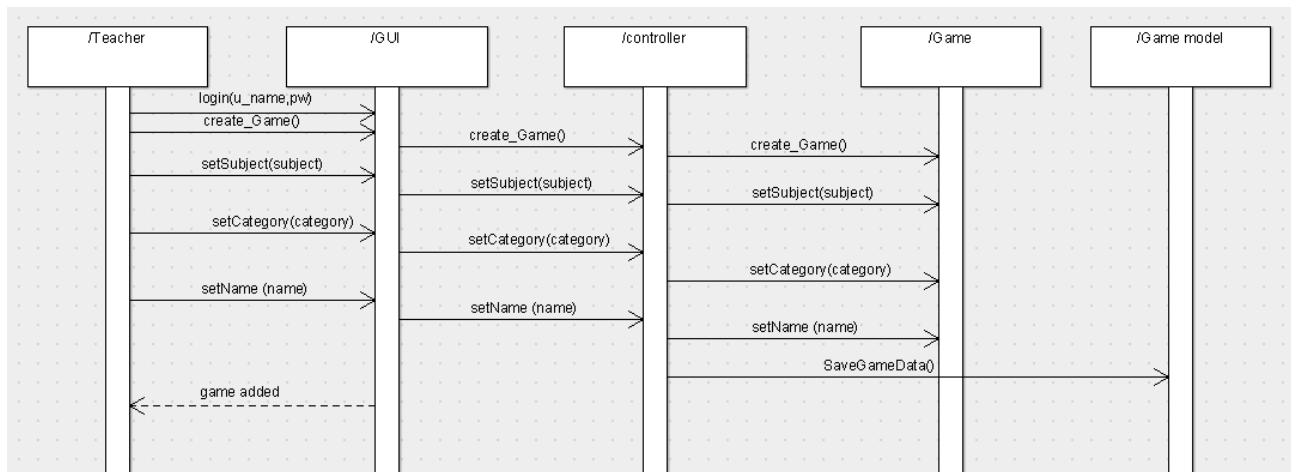 /Teacher
/GUI
/controller
/Game
/Game model
login(u_name,pw)
create_Game()
create_Game()
create_Game()
setSubject(subject)
setSubject(subject)
setSubject(subject)
setCategory(category)
setCategory(category)
setCategory(category)
setName (name)
setName (name)
setName (name)
SaveGameData()
game added